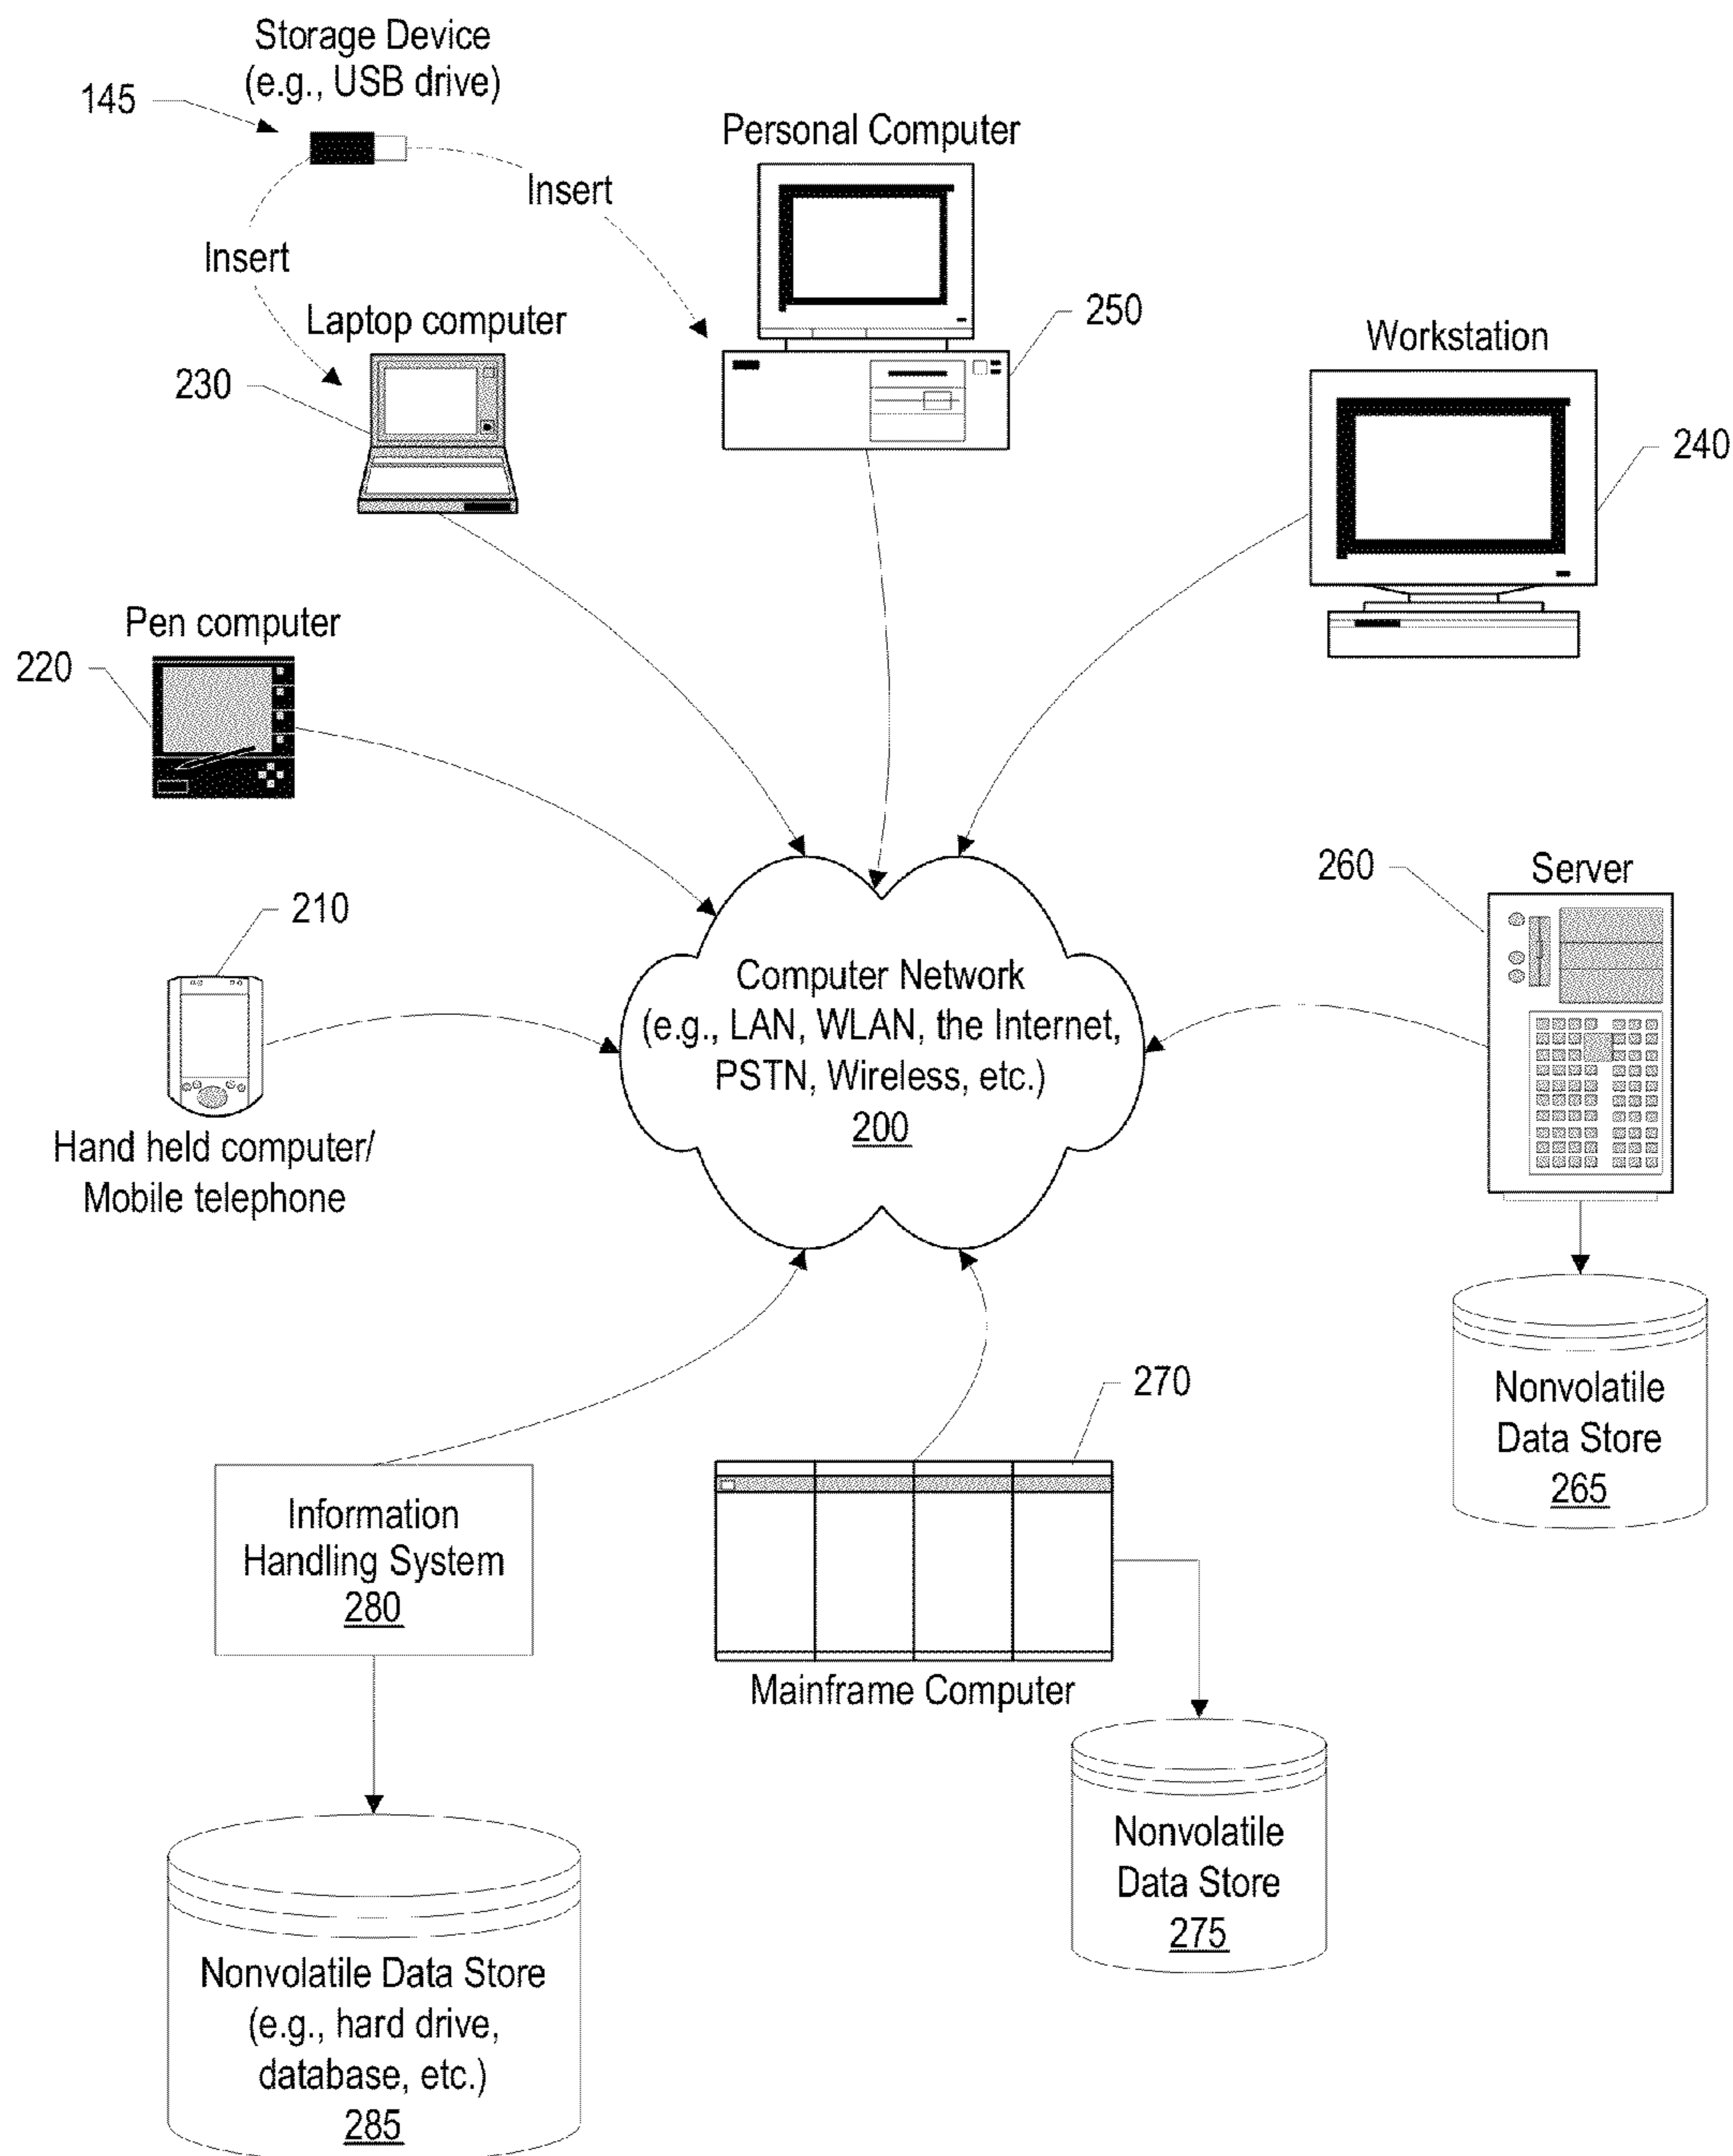 Storage Device
(e.g., USB drive)
145
Personal Computer
Insert
Insert
Laptop computer
250
Workstation
230
240
Pen computer
220
260
Server
210
Computer Network
(e.g., LAN, WLAN, the Internet,
PSTN, Wireless, etc.)
200
Hand held computer/
Mobile telephone
270
Nonvolatile
Data Store
265
Information
Handling System
280
Mainframe Computer
Nonvolatile
Data Store
275
Nonvolatile Data Store
(e.g., hard drive,
database, etc.)
285